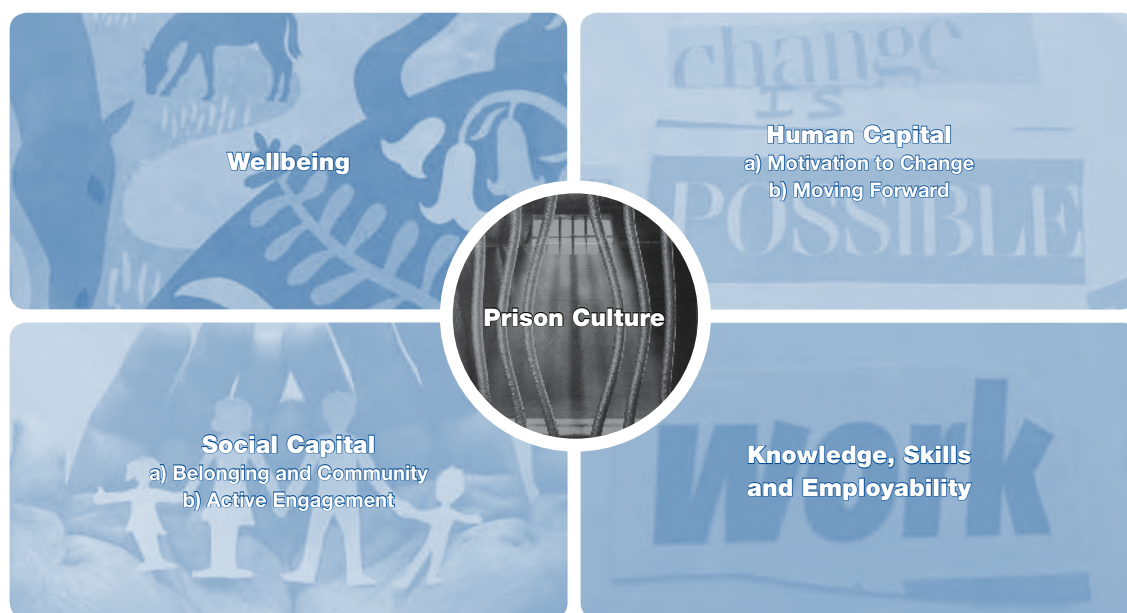 Wellbeing
change
IS
POSSIBLE
Human Capital
a) Motivation to Change
b) Moving Forward
Prison Culture
Social Capital
a) Belonging and Community
b) Active Engagement
work
Knowledge, Skills
and Employability